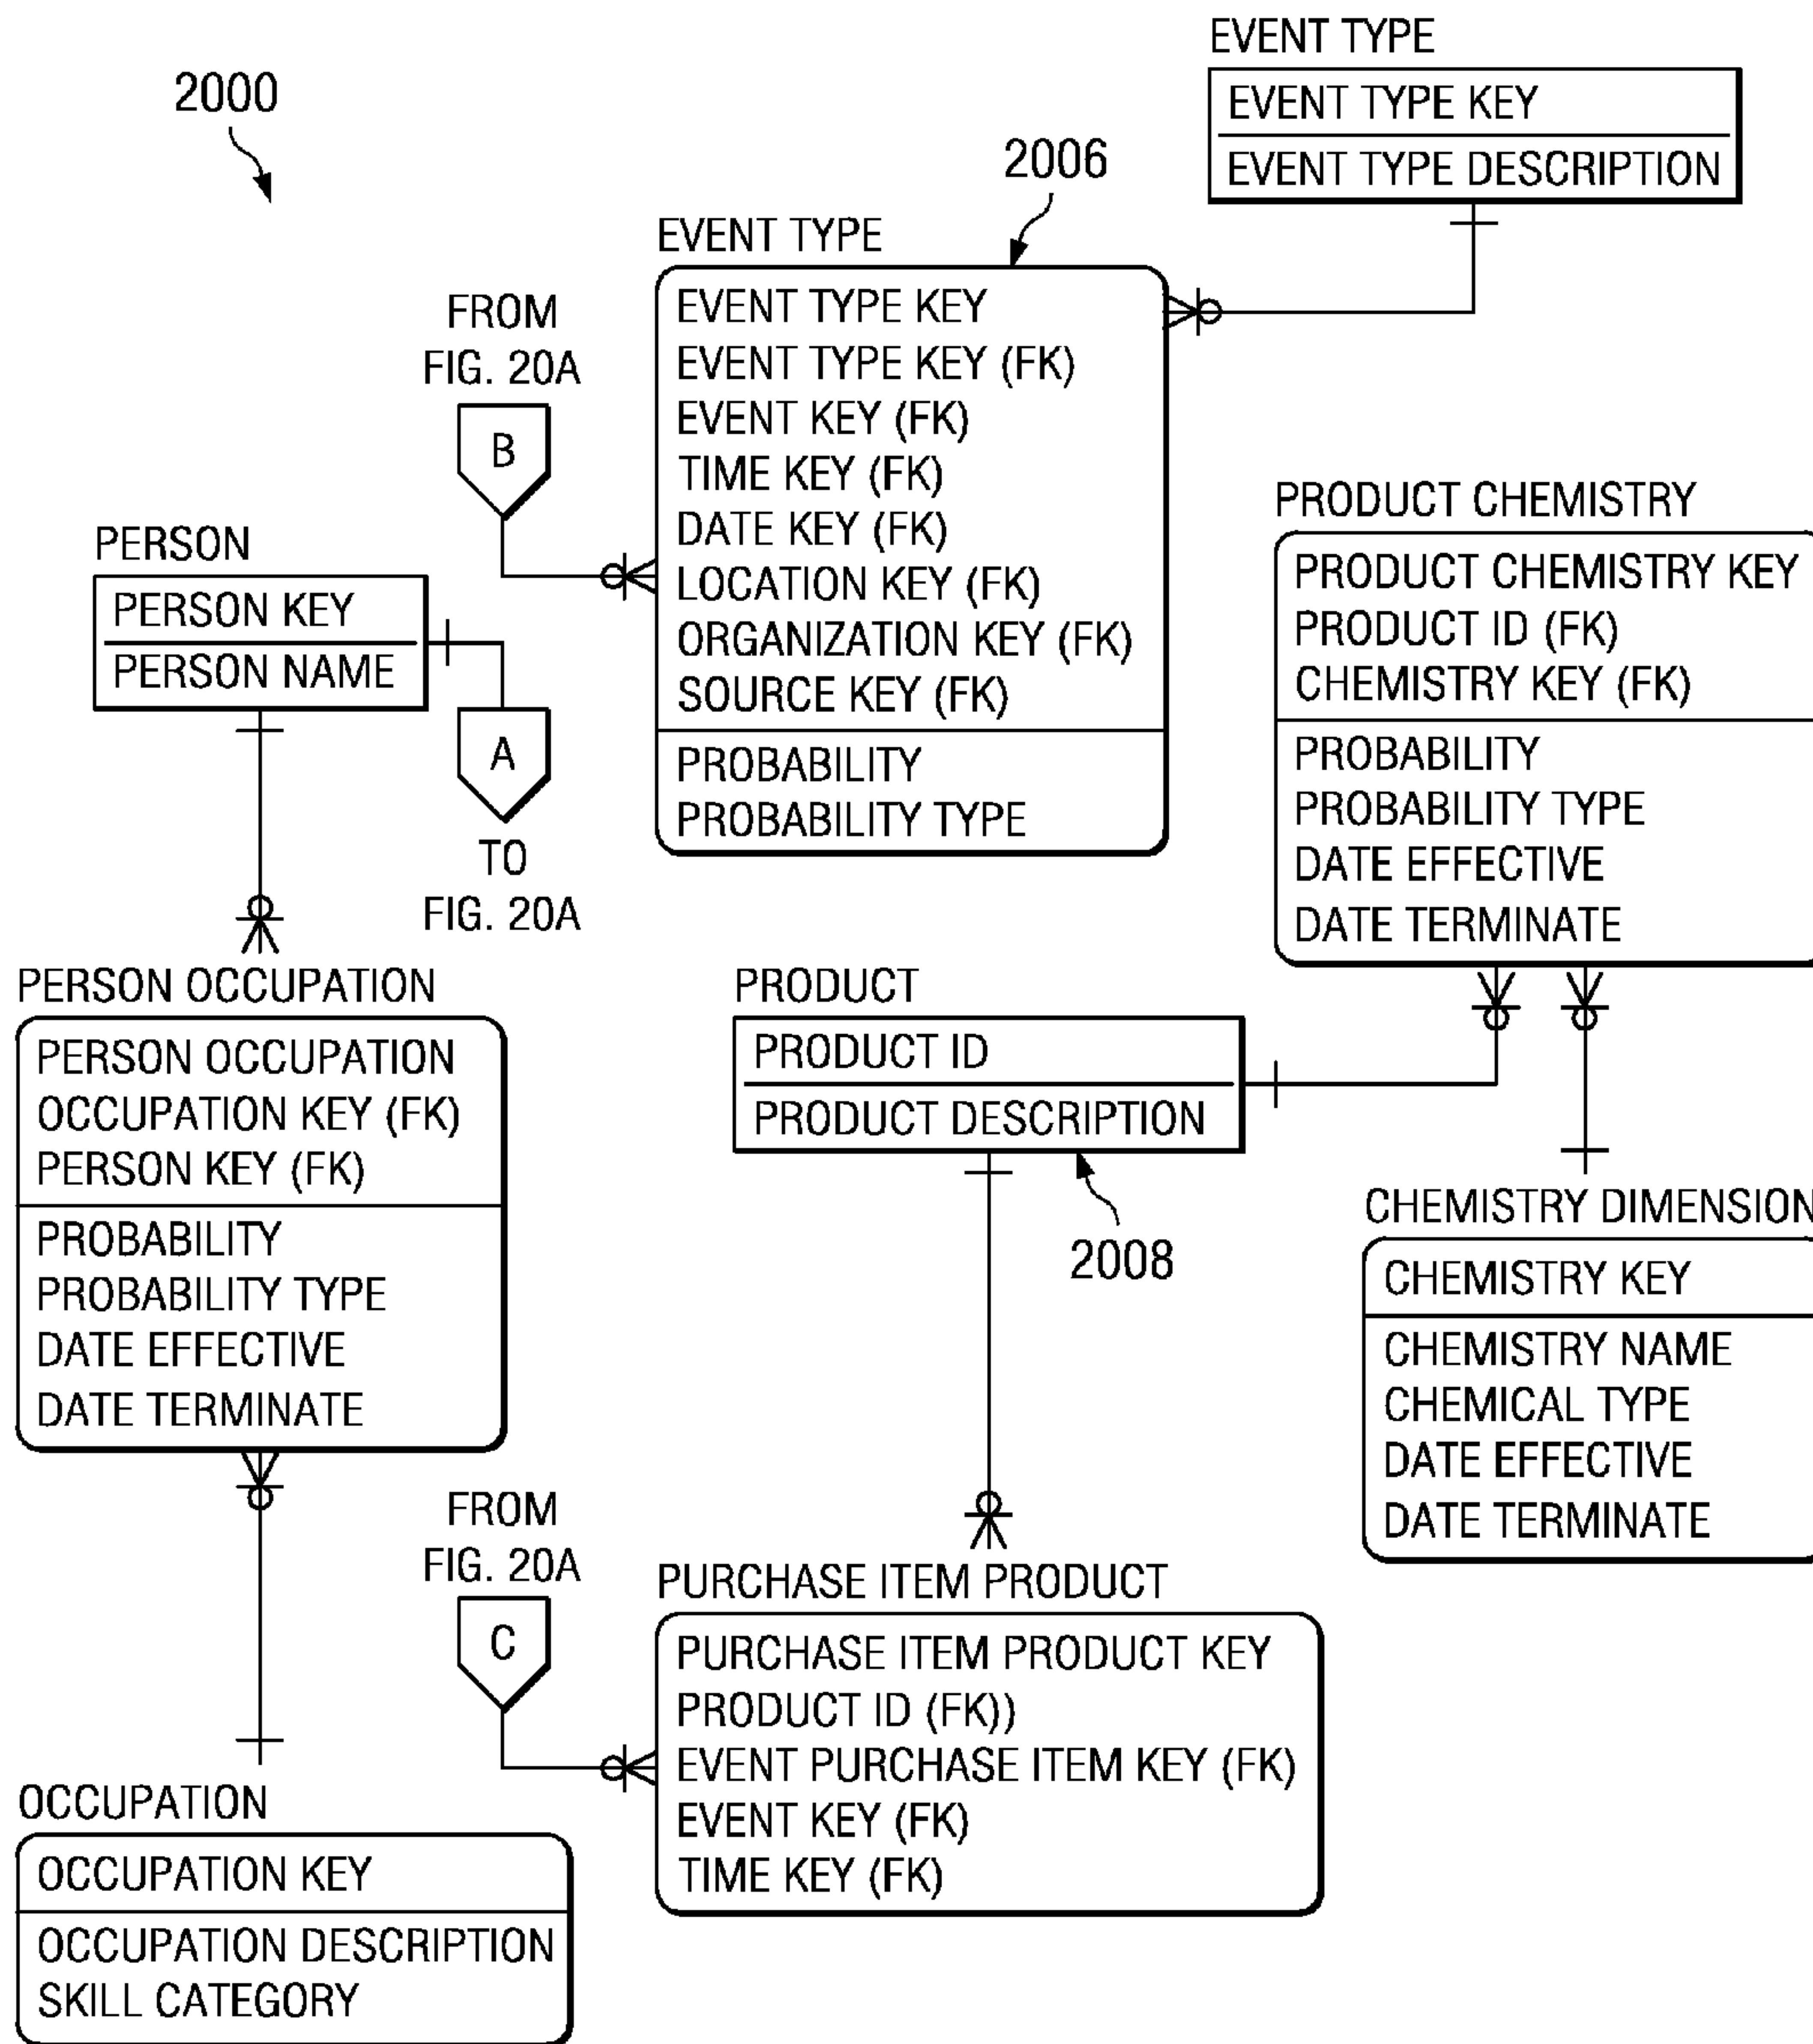 2000
EVENT TYPE
EVENT TYPE KEY
EVENT TYPE DESCRIPTION
2006
EVENT TYPE
EVENT TYPE KEY
EVENT TYPE KEY (FK)
EVENT KEY (FK)
TIME KEY (FK)
DATE KEY (FK)
LOCATION KEY (FK)
ORGANIZATION KEY (FK)
SOURCE KEY (FK)
PROBABILITY
PROBABILITY TYPE
FROM
FIG. 20A
B
PERSON
PERSON KEY
PERSON NAME
A
TO
FIG. 20A
PRODUCT CHEMISTRY
PRODUCT CHEMISTRY KEY
PRODUCT ID (FK)
CHEMISTRY KEY (FK)
PROBABILITY
PROBABILITY TYPE
DATE EFFECTIVE
DATE TERMINATE
PERSON OCCUPATION
PERSON OCCUPATION
OCCUPATION KEY (FK)
PERSON KEY (FK)
PROBABILITY
PROBABILITY TYPE
DATE EFFECTIVE
DATE TERMINATE
PRODUCT
PRODUCT ID
PRODUCT DESCRIPTION
2008
CHEMISTRY DIMENSION
CHEMISTRY KEY
CHEMISTRY NAME
CHEMICAL TYPE
DATE EFFECTIVE
DATE TERMINATE
FROM
FIG. 20A
C
PURCHASE ITEM PRODUCT
PURCHASE ITEM PRODUCT KEY
PRODUCT ID (FK))
EVENT PURCHASE ITEM KEY (FK)
EVENT KEY (FK)
TIME KEY (FK)
OCCUPATION
OCCUPATION KEY
OCCUPATION DESCRIPTION
SKILL CATEGORY